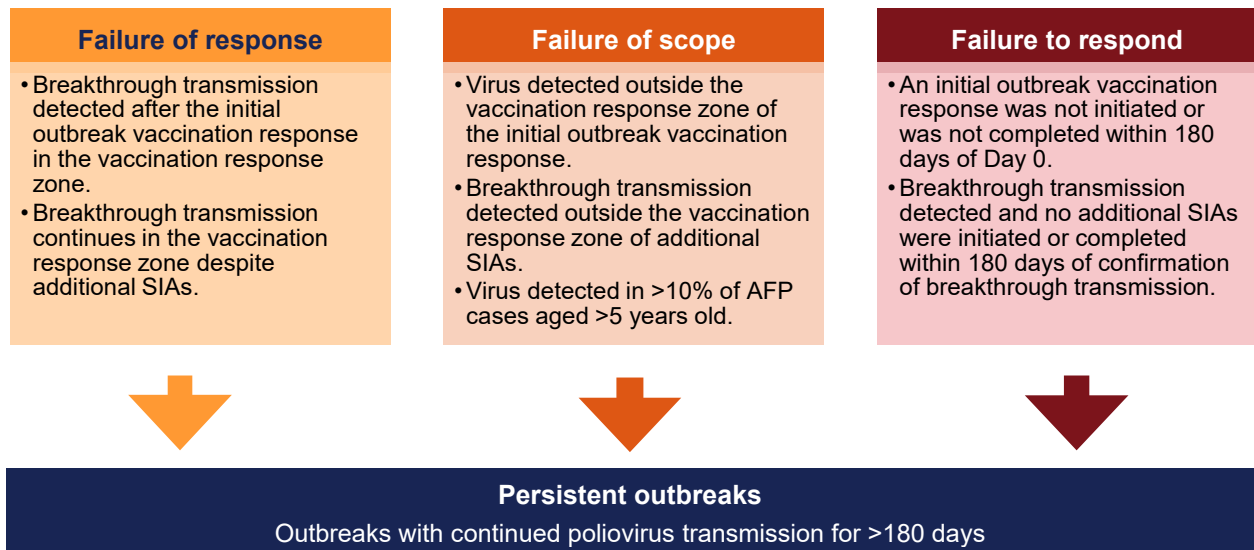 Failure of response
• Breakthrough transmission
detected after the initial
outbreak vaccination response
in the vaccination response
zone.
• Breakthrough transmission
continues in the vaccination
response zone despite
additional SIAs.
Failure of scope
• Virus detected outside the
vaccination response zone of
the initial outbreak vaccination
response.
• Breakthrough transmission
detected outside the vaccination
response zone of additional
SIAs.
• Virus detected in >10% of AFP
cases aged >5 years old.
Failure to respond
• An initial outbreak vaccination
response was not initiated or
was not completed within 180
days of Day 0.
• Breakthrough transmission
detected and no additional SIAs
were initiated or completed
within 180 days of confirmation
of breakthrough transmission.
Persistent outbreaks
Outbreaks with continued poliovirus transmission for >180 days